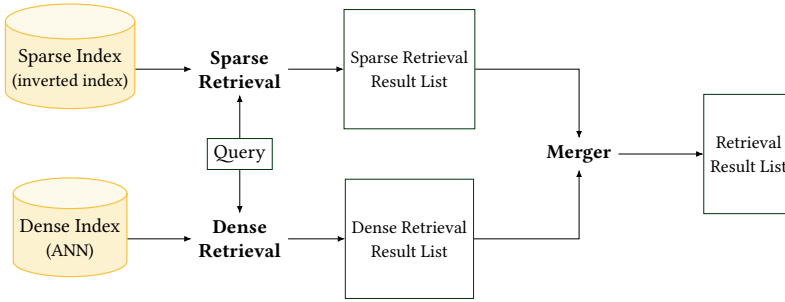 Sparse Index
(inverted index)
Sparse
Retrieval
Sparse Retrieval
Result List
Query
Merger
Retrieval
Result List
Dense Index
(ANN)
Dense
Retrieval
Dense Retrieval
Result List